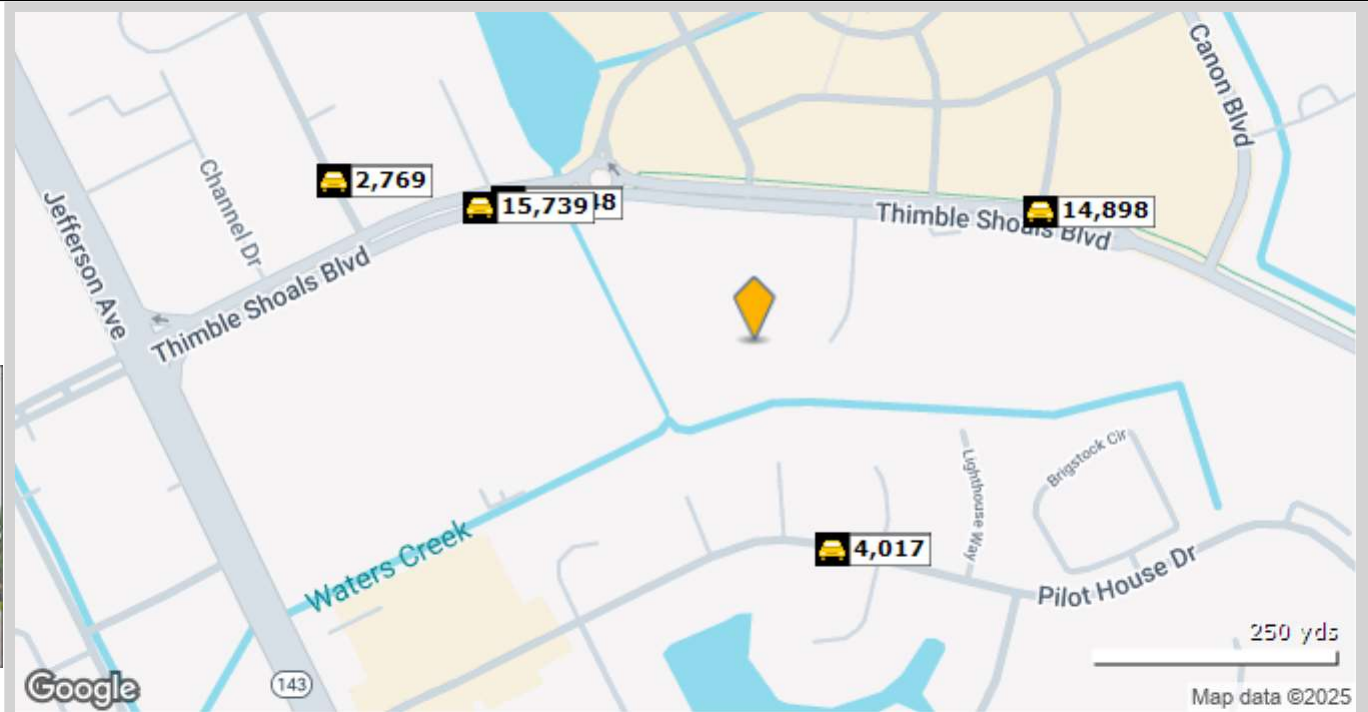 Canon Blvd
Channel Dr
2,769
15,739
48
14,898
Thimble Shoals Blvd
Jefferson Ave
Thimble Shoals Blvd
Brigstock Cir
Lighthouse Way
Waters Creek
4,017
Pilot House Dr
250 yds
143
Google
Map data ©2025